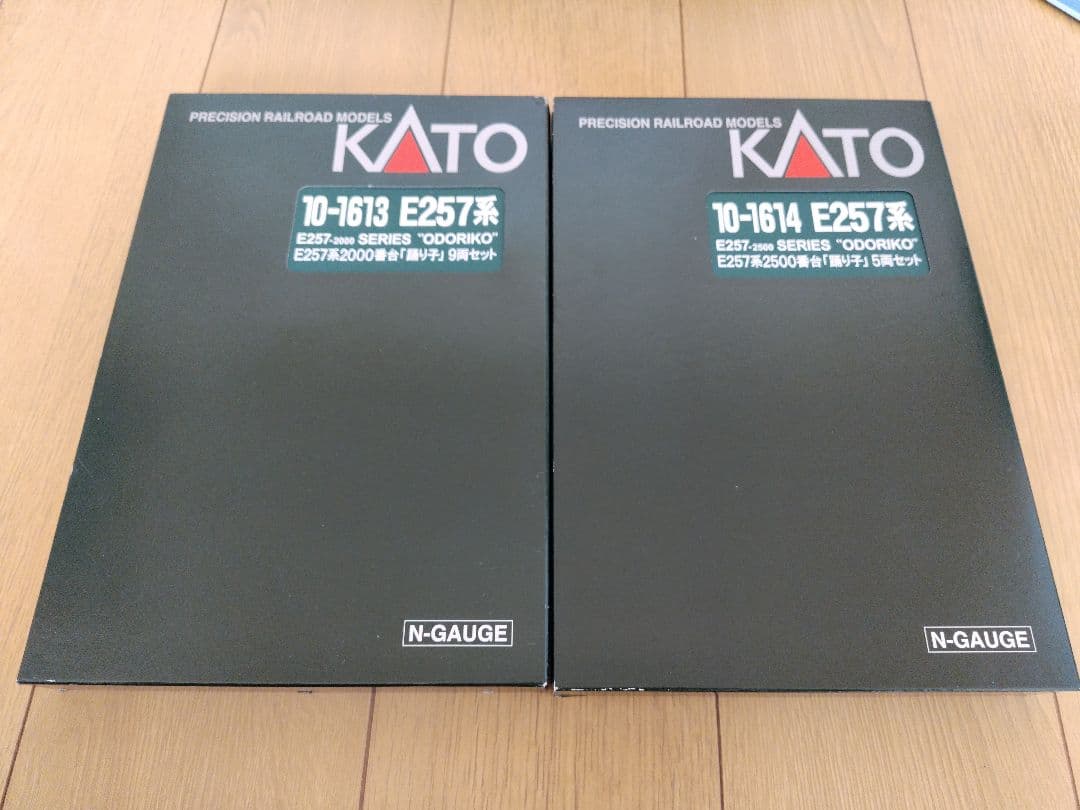 PRECISION RAILROAD MODELS
KATO
10-1613 E257系
E257-2000 SERIES "ODORIKO"
E257系2000番台「踊り子」 9両セット
N-GAUGE
PRECISION RAILROAD MODELS
KATO
10-1614 E257系
E257-2500 SERIES "ODORIKO"
E257系2500番台「踊り子」 5両セット
N-GAUGE